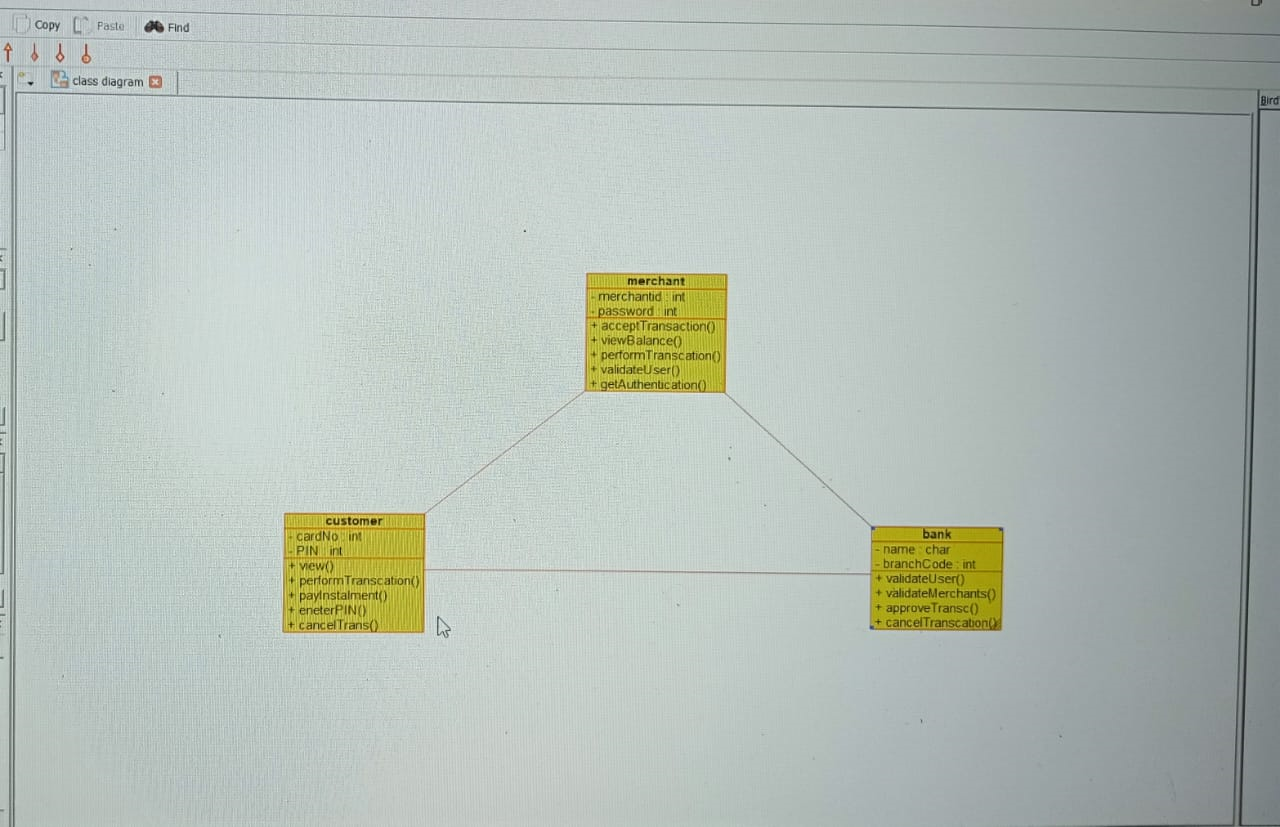 Copy Paste Find
class diagram
Bird
merchant
- merchantid : int
- password : int
+ acceptTransaction()
+ viewBalance()
+ performTranscation()
+ validateUser()
+ getAuthentication()
customer
- cardNo : int
- PIN : int
+ view()
+ performTranscation()
+ payInstalment()
+ eneterPIN()
+ cancelTrans()
bank
- name : char
- branchCode : int
+ validateUser()
+ validateMerchants()
+ approveTransc()
+ cancelTranscation()